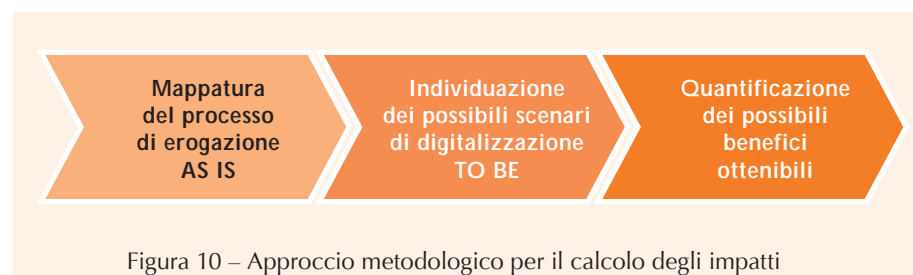 Mappatura
del processo
di erogazione
AS IS
Individuazione
dei possibili scenari
di digitalizzazione
TO BE
Quantificazione
dei possibili
benefici
ottenibili
Figura 10 – Approccio metodologico per il calcolo degli impatti